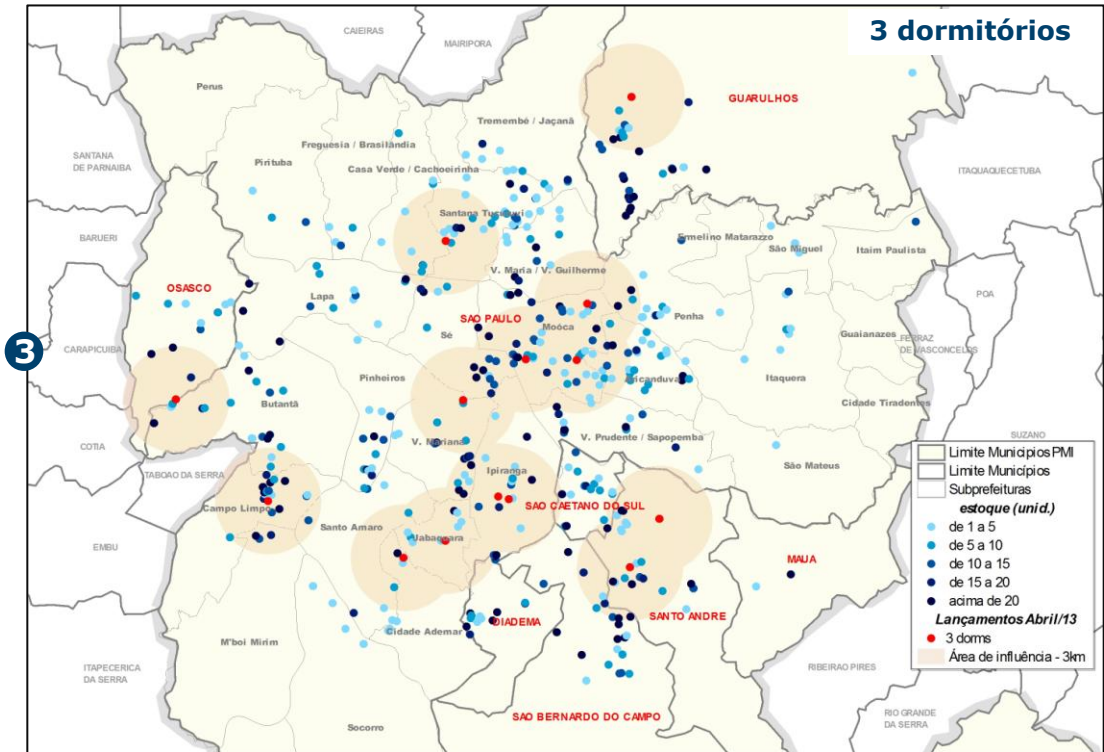 3 dormitórios
CAIEIRAS
MAIRIPORA
Perus
GUARULHOS
Tremembé / Jaçanã
Freguesia / Brasilândia
SANTANA
DE PARNAIBA
Pirituba
Casa Verde / Cachoeirinha
ITAQUAQUECETUBA
Santana Tucuruvi
BARUERI
Ermelino Matarazzo
São Miguel
Itaim Paulista
V. Maria / V. Guilherme
OSASCO
Lapa
POA
SAO PAULO
Penha
Moóca
Sé
Guaianazes
FERRAZ
DE VASCONCELOS
3
CARAPICUIBA
Pinheiros
Aricanduva
Itaquera
Butantã
Cidade Tiradentes
COTIA
V. Mariana
V. Prudente / Sapopemba
SUZANO
TABOAO DA SERRA
Ipiranga
São Mateus
Campo Limpo
SAO CAETANO DO SUL
Santo Amaro
Jabaquara
EMBU
MAUA
SANTO ANDRE
DIADEMA
Cidade Ademar
M'boi Mirim
ITAPECERICA
DA SERRA
RIBEIRAO PIRES
SAO BERNARDO DO CAMPO
Socorro
RIO GRANDE
DA SERRA
Limite Municipios PMI
Limite Municípios
Subprefeituras
estoque (unid.)
de 1 a 5
de 5 a 10
de 10 a 15
de 15 a 20
acima de 20
Lançamentos Abril/13
3 dorms
Área de influência - 3km